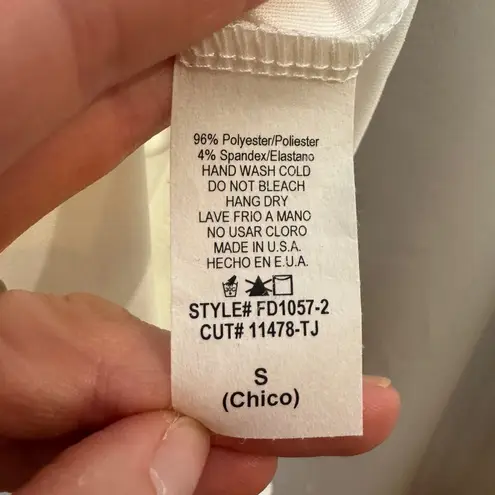 96% Polyester/Poliester
4% Spandex/Elastano
HAND WASH COLD
DO NOT BLEACH
HANG DRY
LAVE FRIO A MANO
NO USAR CLORO
MADE IN U.S.A.
HECHO EN E.U.A.
STYLE# FD1057-2
CUT# 11478-TJ
S
(Chico)